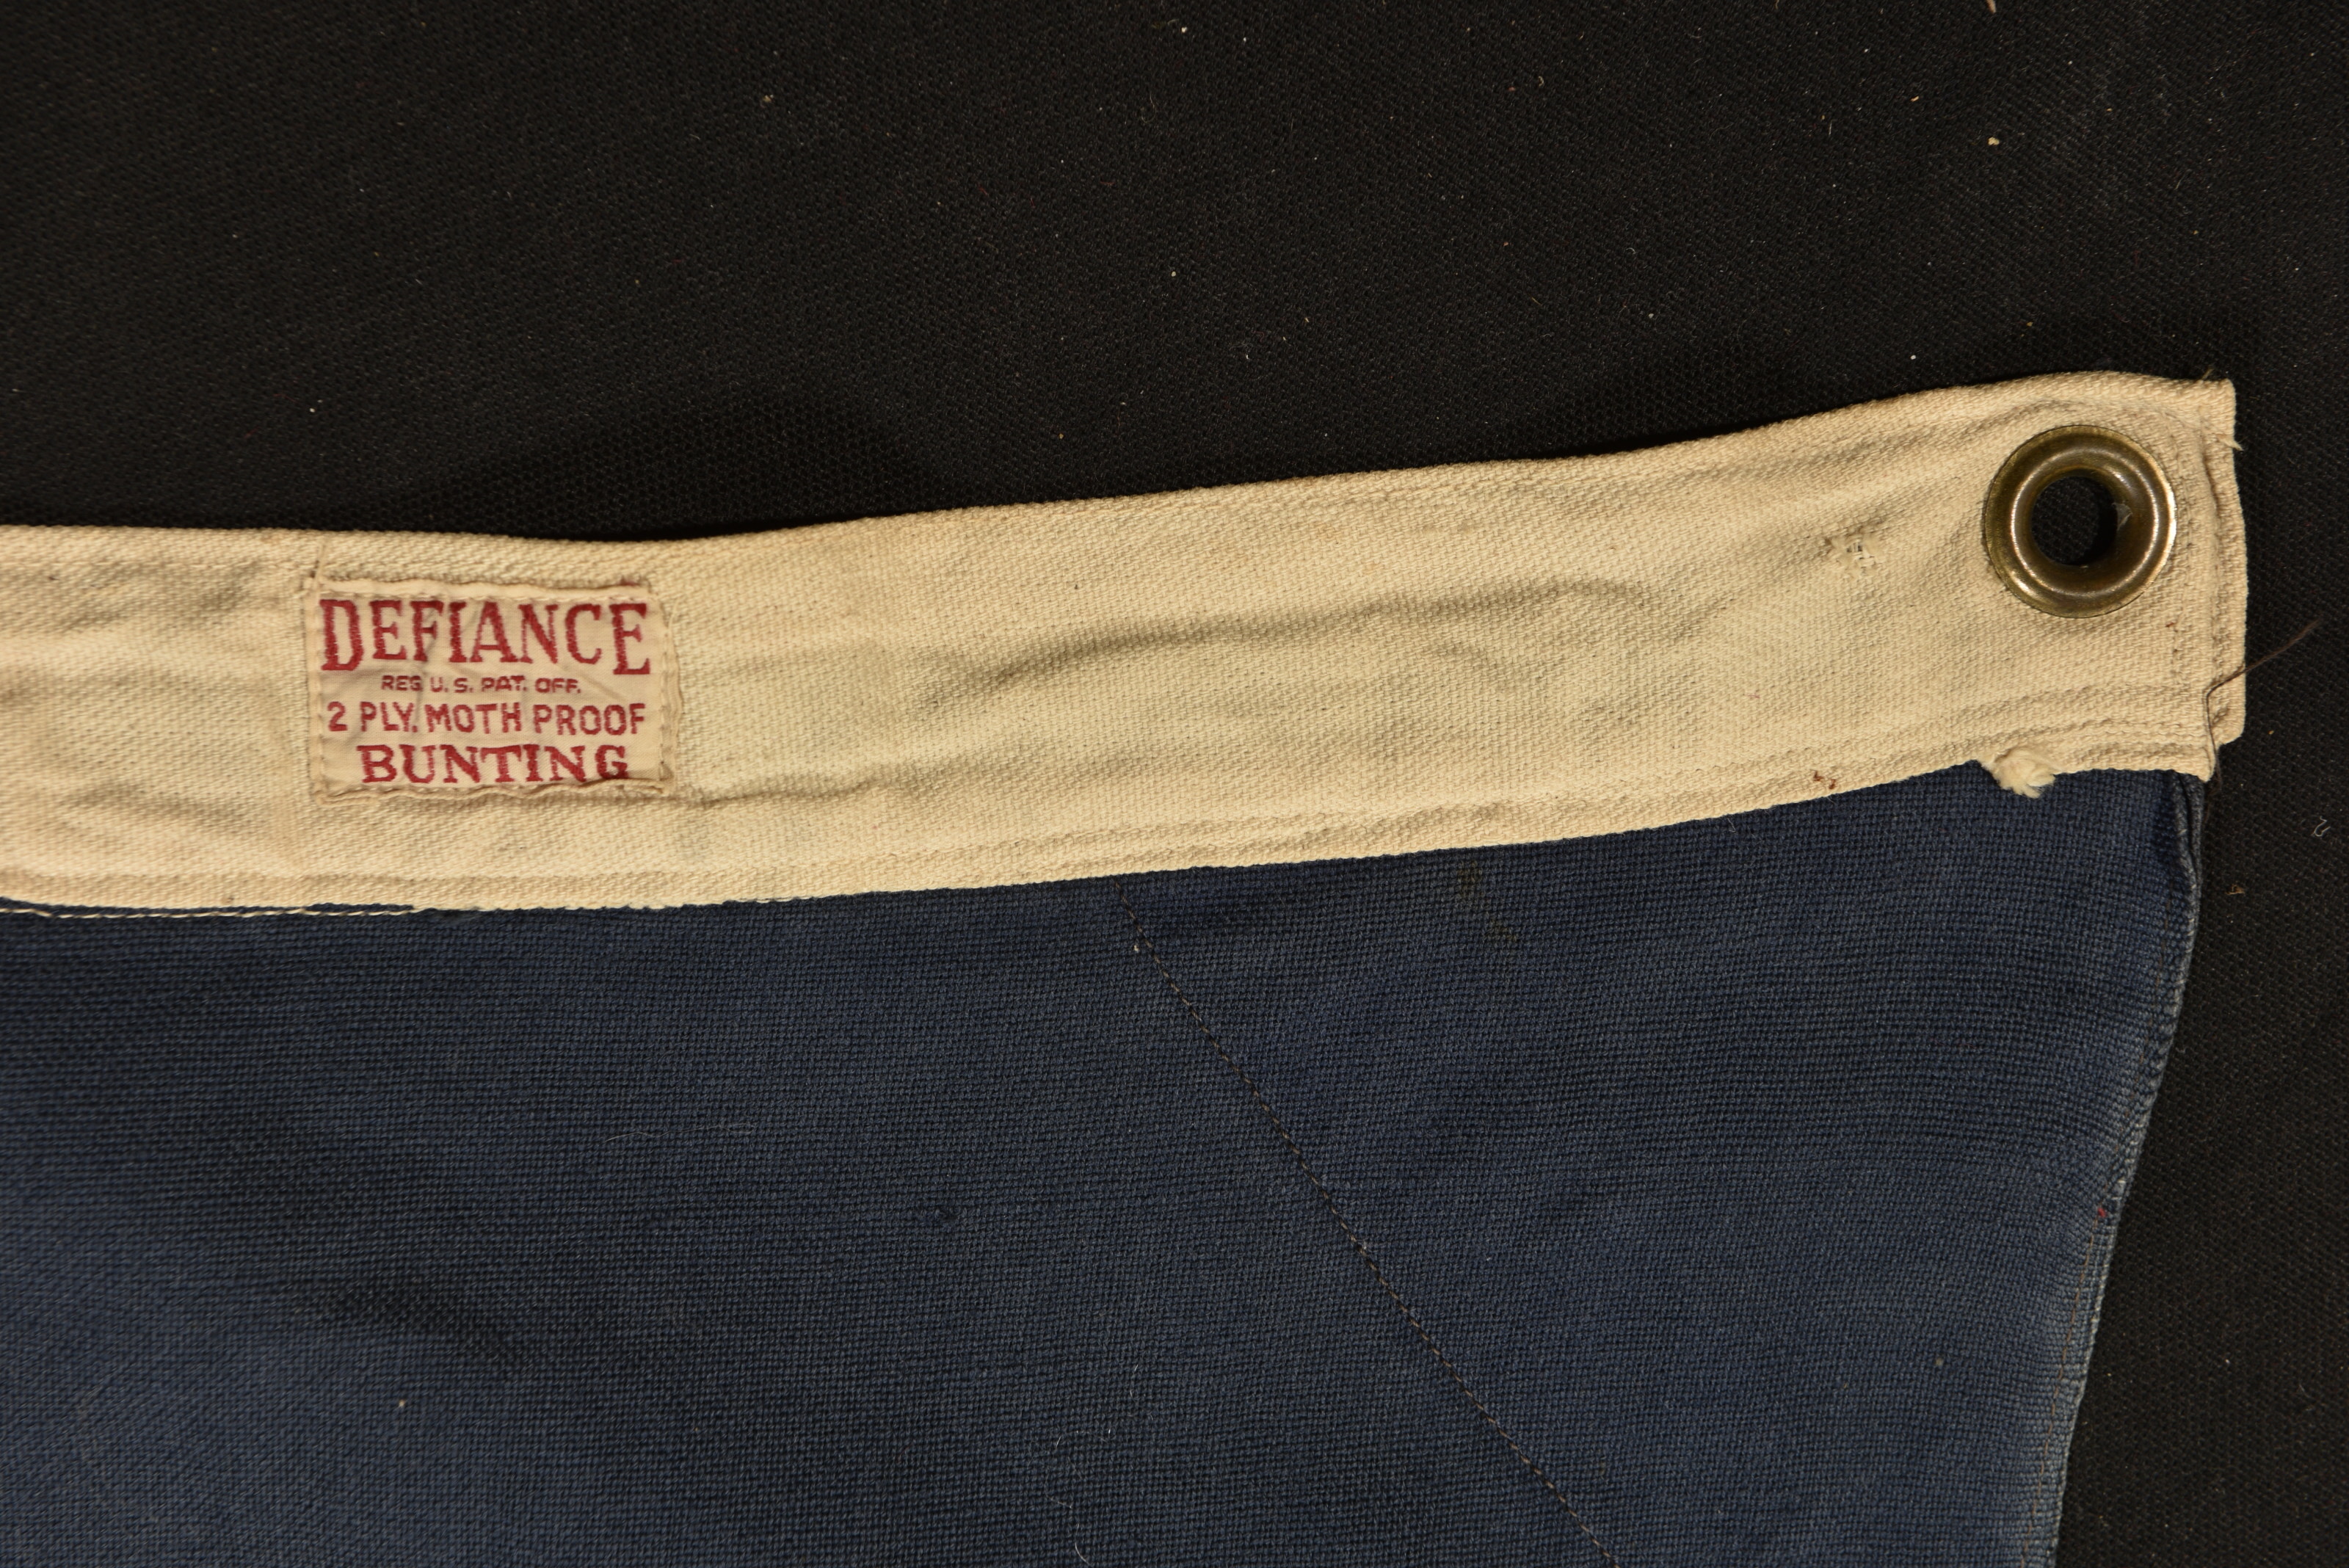 DEFIANCE
REG. U.S. PAT. OFF.
2 PLY. MOTH PROOF
BUNTING